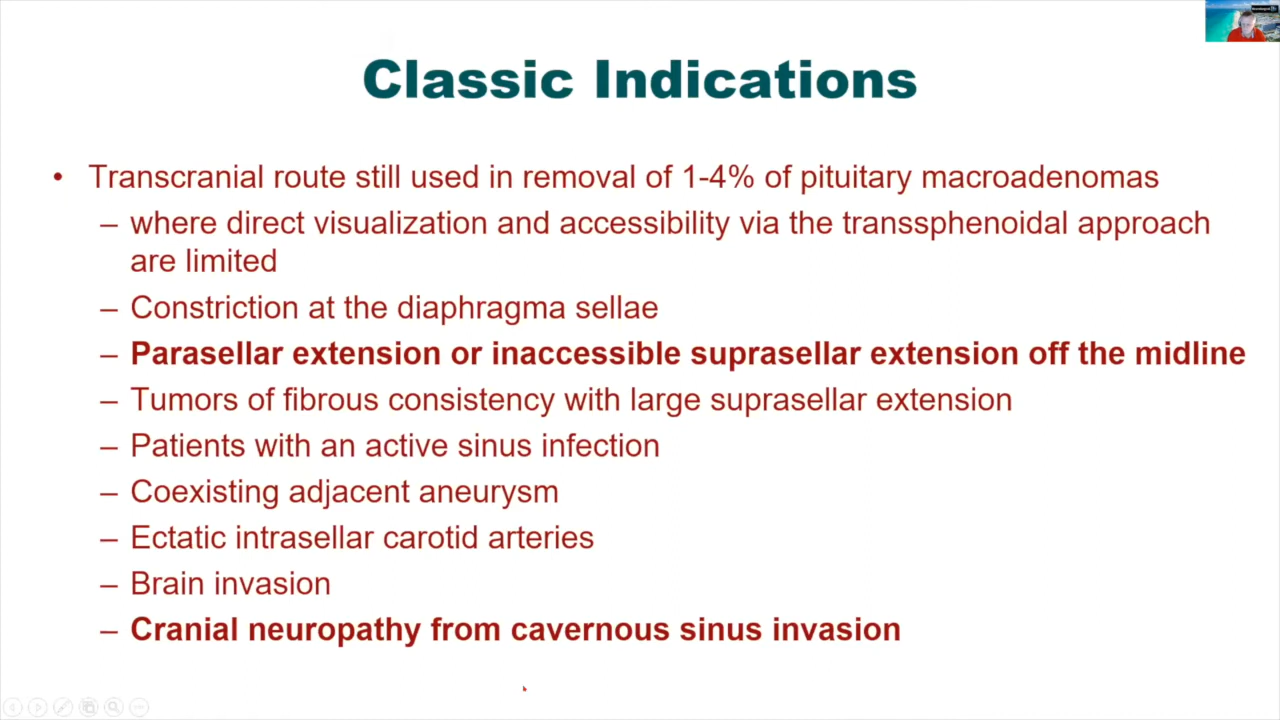 Classic Indications
• Transcranial route still used in removal of 1-4% of pituitary macroadenomas
– where direct visualization and accessibility via the transsphenoidal approach
are limited
– Constriction at the diaphragma sellae
– Parasellar extension or inaccessible suprasellar extension off the midline
– Tumors of fibrous consistency with large suprasellar extension
– Patients with an active sinus infection
– Coexisting adjacent aneurysm
– Ectatic intrasellar carotid arteries
– Brain invasion
– Cranial neuropathy from cavernous sinus invasion